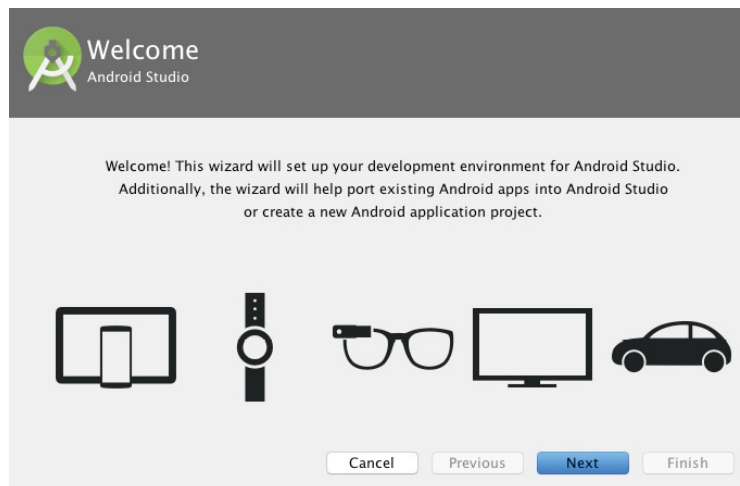 Welcome
Android Studio
Welcome! This wizard will set up your development environment for Android Studio.
Additionally, the wizard will help port existing Android apps into Android Studio
or create a new Android application project.
Cancel Previous Next Finish